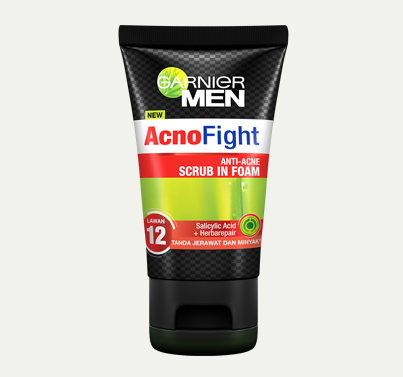 GARNIER
MEN
NEW
AcnoFight
ANTI-ACNE
SCRUB IN FOAM
LAWAN
12
Salicylic Acid
+ Herbarepair
TANDA JERAWAT DAN MINYAK*